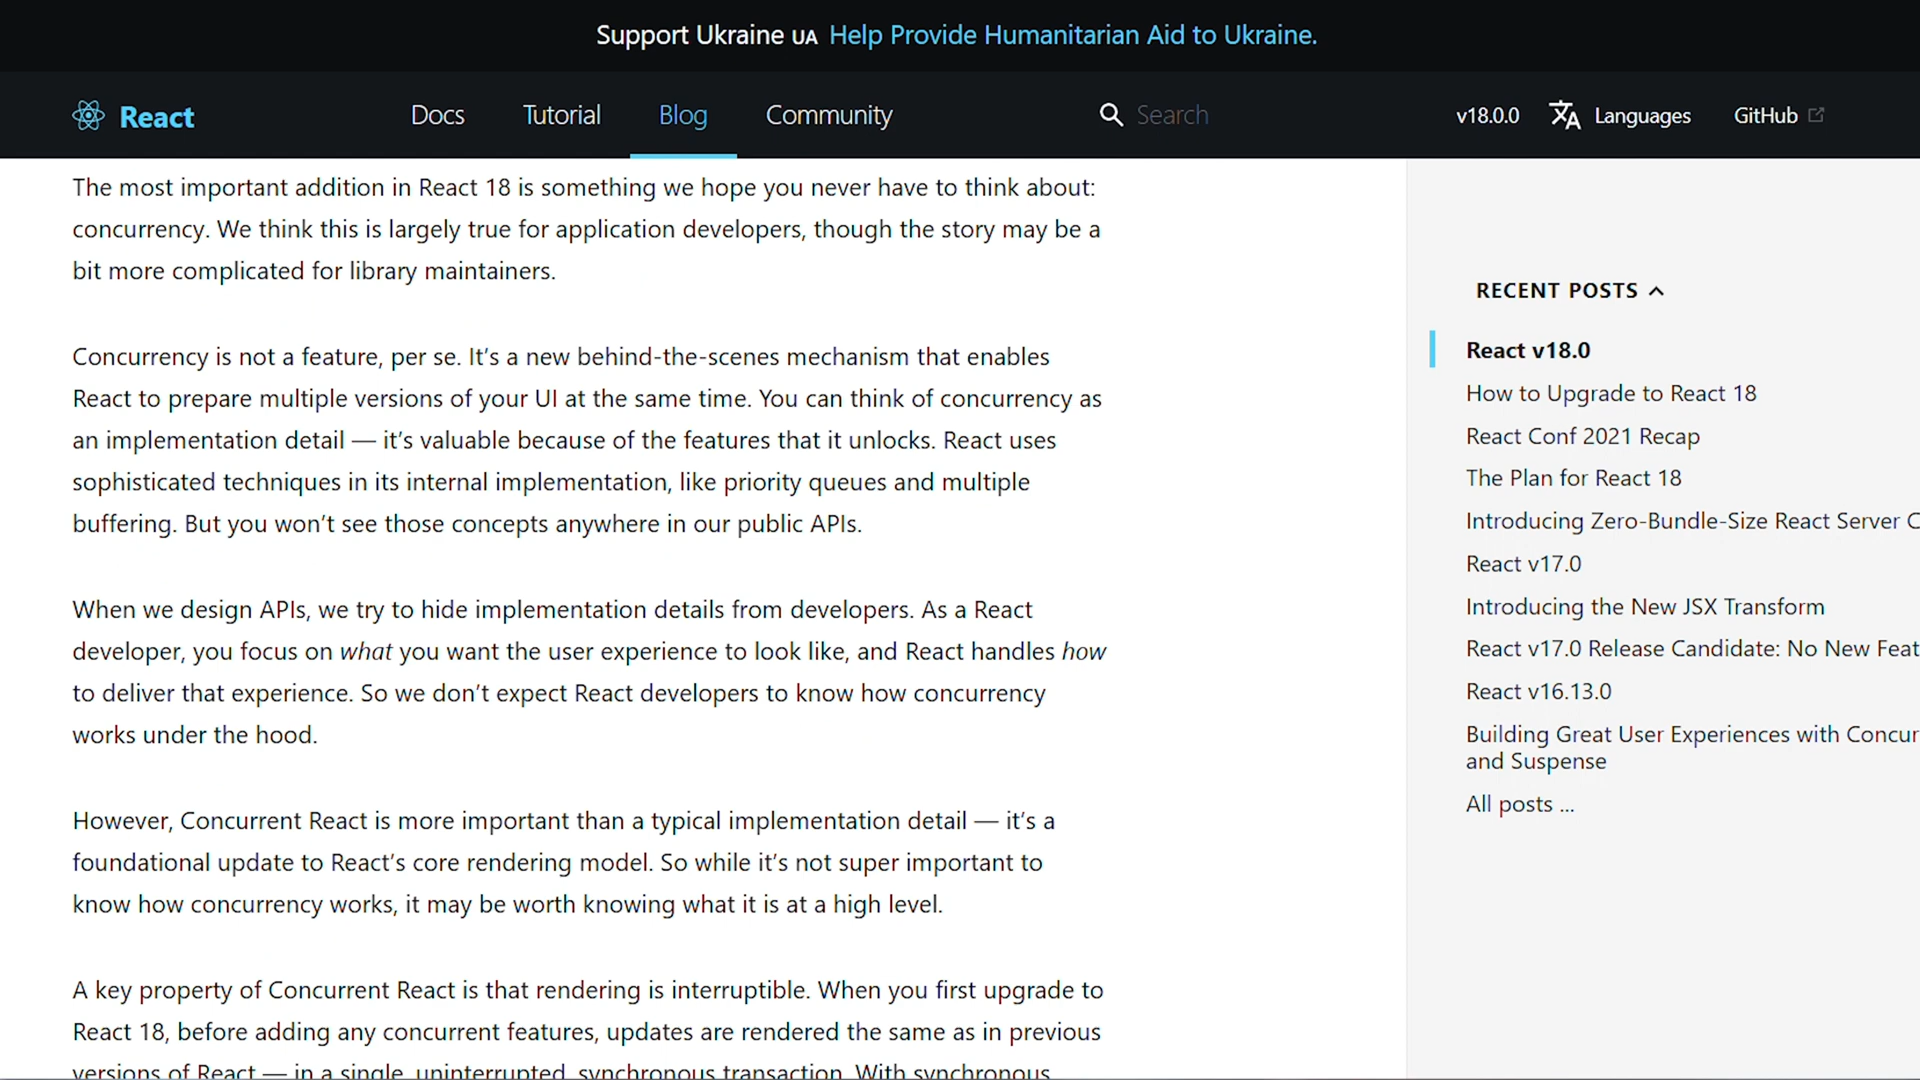 Support Ukraine UA Help Provide Humanitarian Aid to Ukraine.
React Docs Tutorial Blog Community Search v18.0.0 Languages GitHub
The most important addition in React 18 is something we hope you never have to think about:
concurrency. We think this is largely true for application developers, though the story may be a
bit more complicated for library maintainers.
Concurrency is not a feature, per se. It’s a new behind-the-scenes mechanism that enables
React to prepare multiple versions of your UI at the same time. You can think of concurrency as
an implementation detail — it’s valuable because of the features that it unlocks. React uses
sophisticated techniques in its internal implementation, like priority queues and multiple
buffering. But you won’t see those concepts anywhere in our public APIs.
When we design APIs, we try to hide implementation details from developers. As a React
developer, you focus on what you want the user experience to look like, and React handles how
to deliver that experience. So we don’t expect React developers to know how concurrency
works under the hood.
However, Concurrent React is more important than a typical implementation detail — it’s a
foundational update to React’s core rendering model. So while it’s not super important to
know how concurrency works, it may be worth knowing what it is at a high level.
A key property of Concurrent React is that rendering is interruptible. When you first upgrade to
React 18, before adding any concurrent features, updates are rendered the same as in previous
versions of React — in a single, uninterrupted, synchronous transaction. With synchronous
RECENT POSTS
React v18.0
How to Upgrade to React 18
React Conf 2021 Recap
The Plan for React 18
Introducing Zero-Bundle-Size React Server C
React v17.0
Introducing the New JSX Transform
React v17.0 Release Candidate: No New Feat
React v16.13.0
Building Great User Experiences with Concur
and Suspense
All posts ...